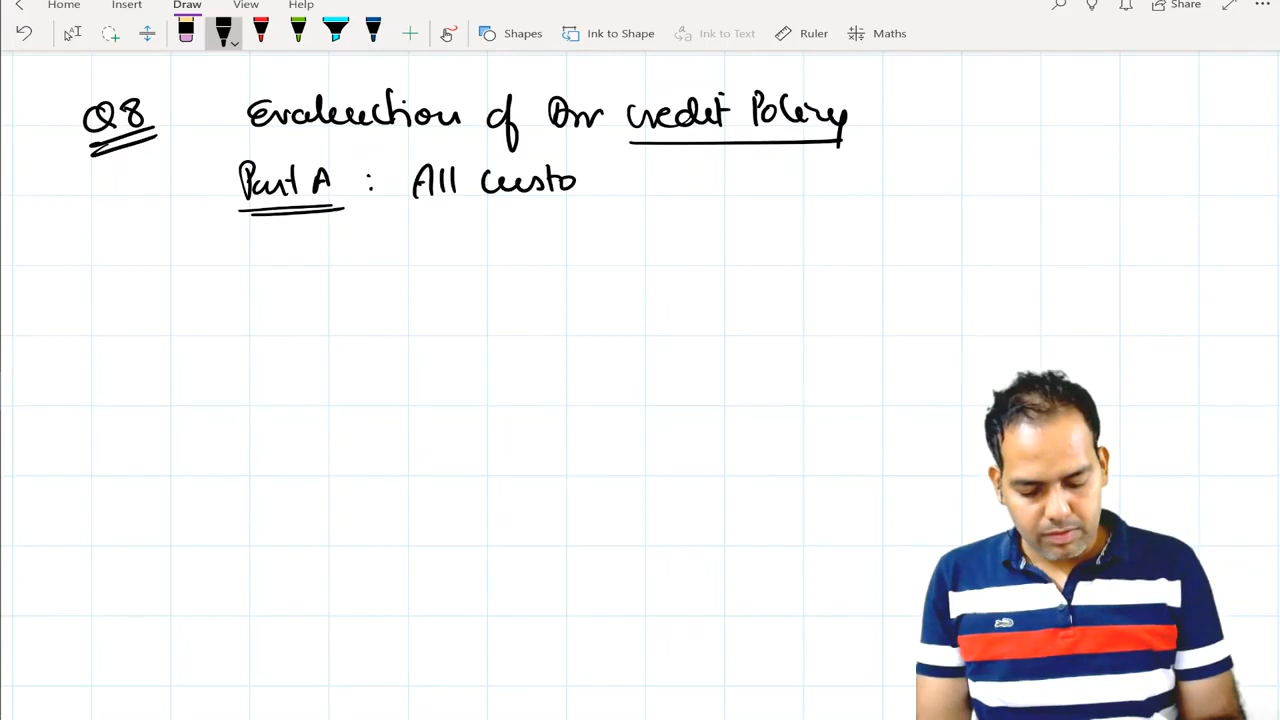 Home Insert Draw View Help Share
Shapes Ink to Shape Ink to Text Ruler Maths
Q8 Evaluation of Drr credit Policy
Part A : All custo